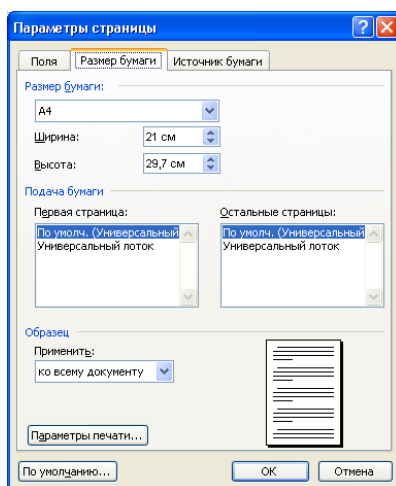 Параметры страницы
Поля Размер бумаги Источник бумаги
Размер бумаги:
A4
Ширина: 21 см
Высота: 29,7 см
Подача бумаги
Первая страница: Остальные страницы:
По умолч. (Универсальный По умолч. (Универсальный
Универсальный лоток Универсальный лоток
Образец
Применить:
ко всему документу
Параметры печати...
По умолчанию... ОК Отмена